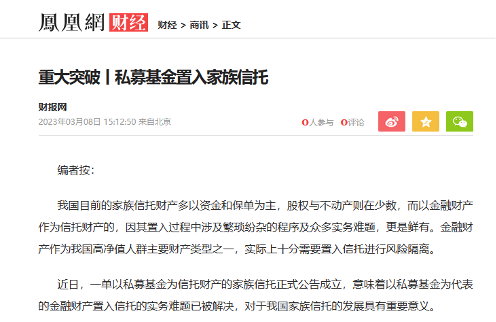 鳳凰網财经 财经 > 商讯 > 正文
重大突破丨私募基金置入家族信托
财报网
2023年03月08日 15:12:50 来自北京
0人参与 0评论
编者按：
我国目前的家族信托财产多以资金和保单为主，股权与不动产则在少数，而以金融财产
作为信托财产的，因其置入过程中涉及繁琐纷杂的程序及众多实务难题，更是鲜有。金融财
产作为我国高净值人群主要财产类型之一，实际上十分需要置入信托进行风险隔离。
近日，一单以私募基金为信托财产的家族信托正式公告成立，意味着以私募基金为代表
的金融财产置入信托的实务难题已被解决，对于我国家族信托的发展具有重要意义。